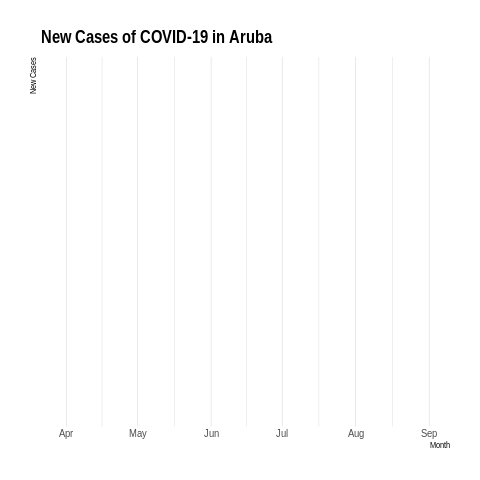 New Cases of COVID-19 in Aruba
New Cases
Apr May Jun Jul Aug Sep
Month